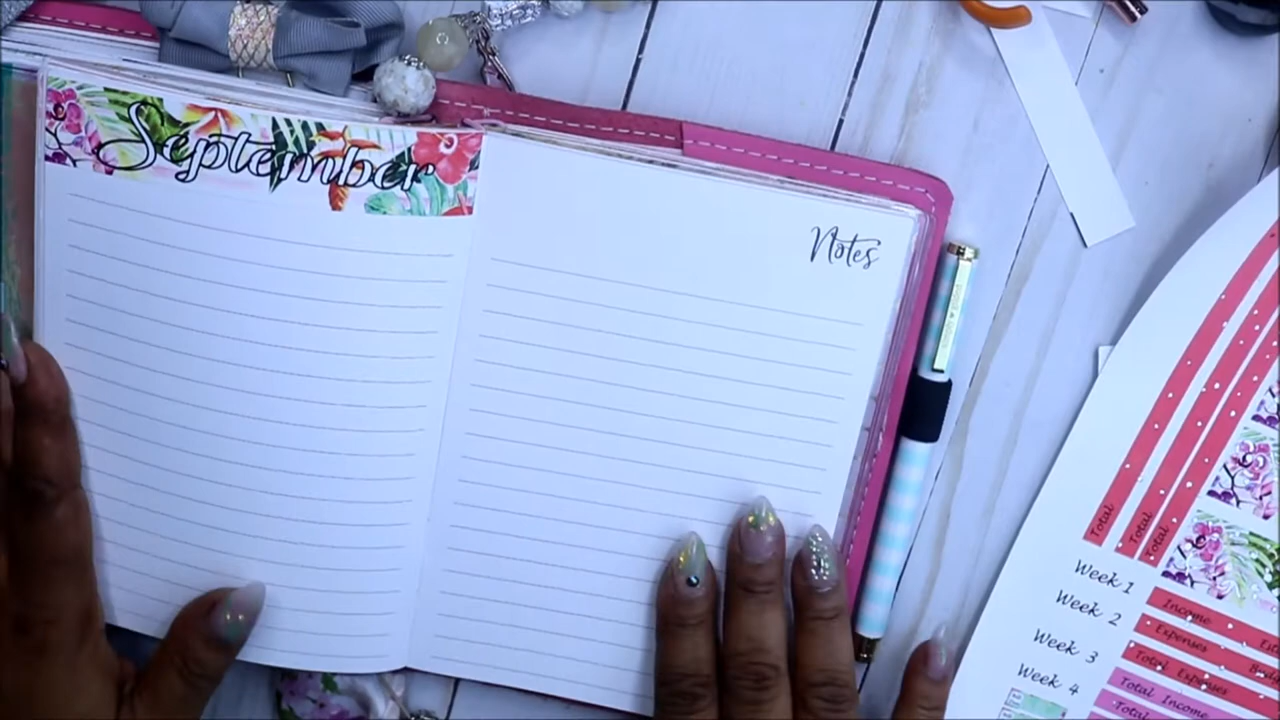 September
Notes
Total
Total
Total
Week 1
Week 2
Week 3
Week 4
Income
Expenses
Total Expenses
Total Income
Total